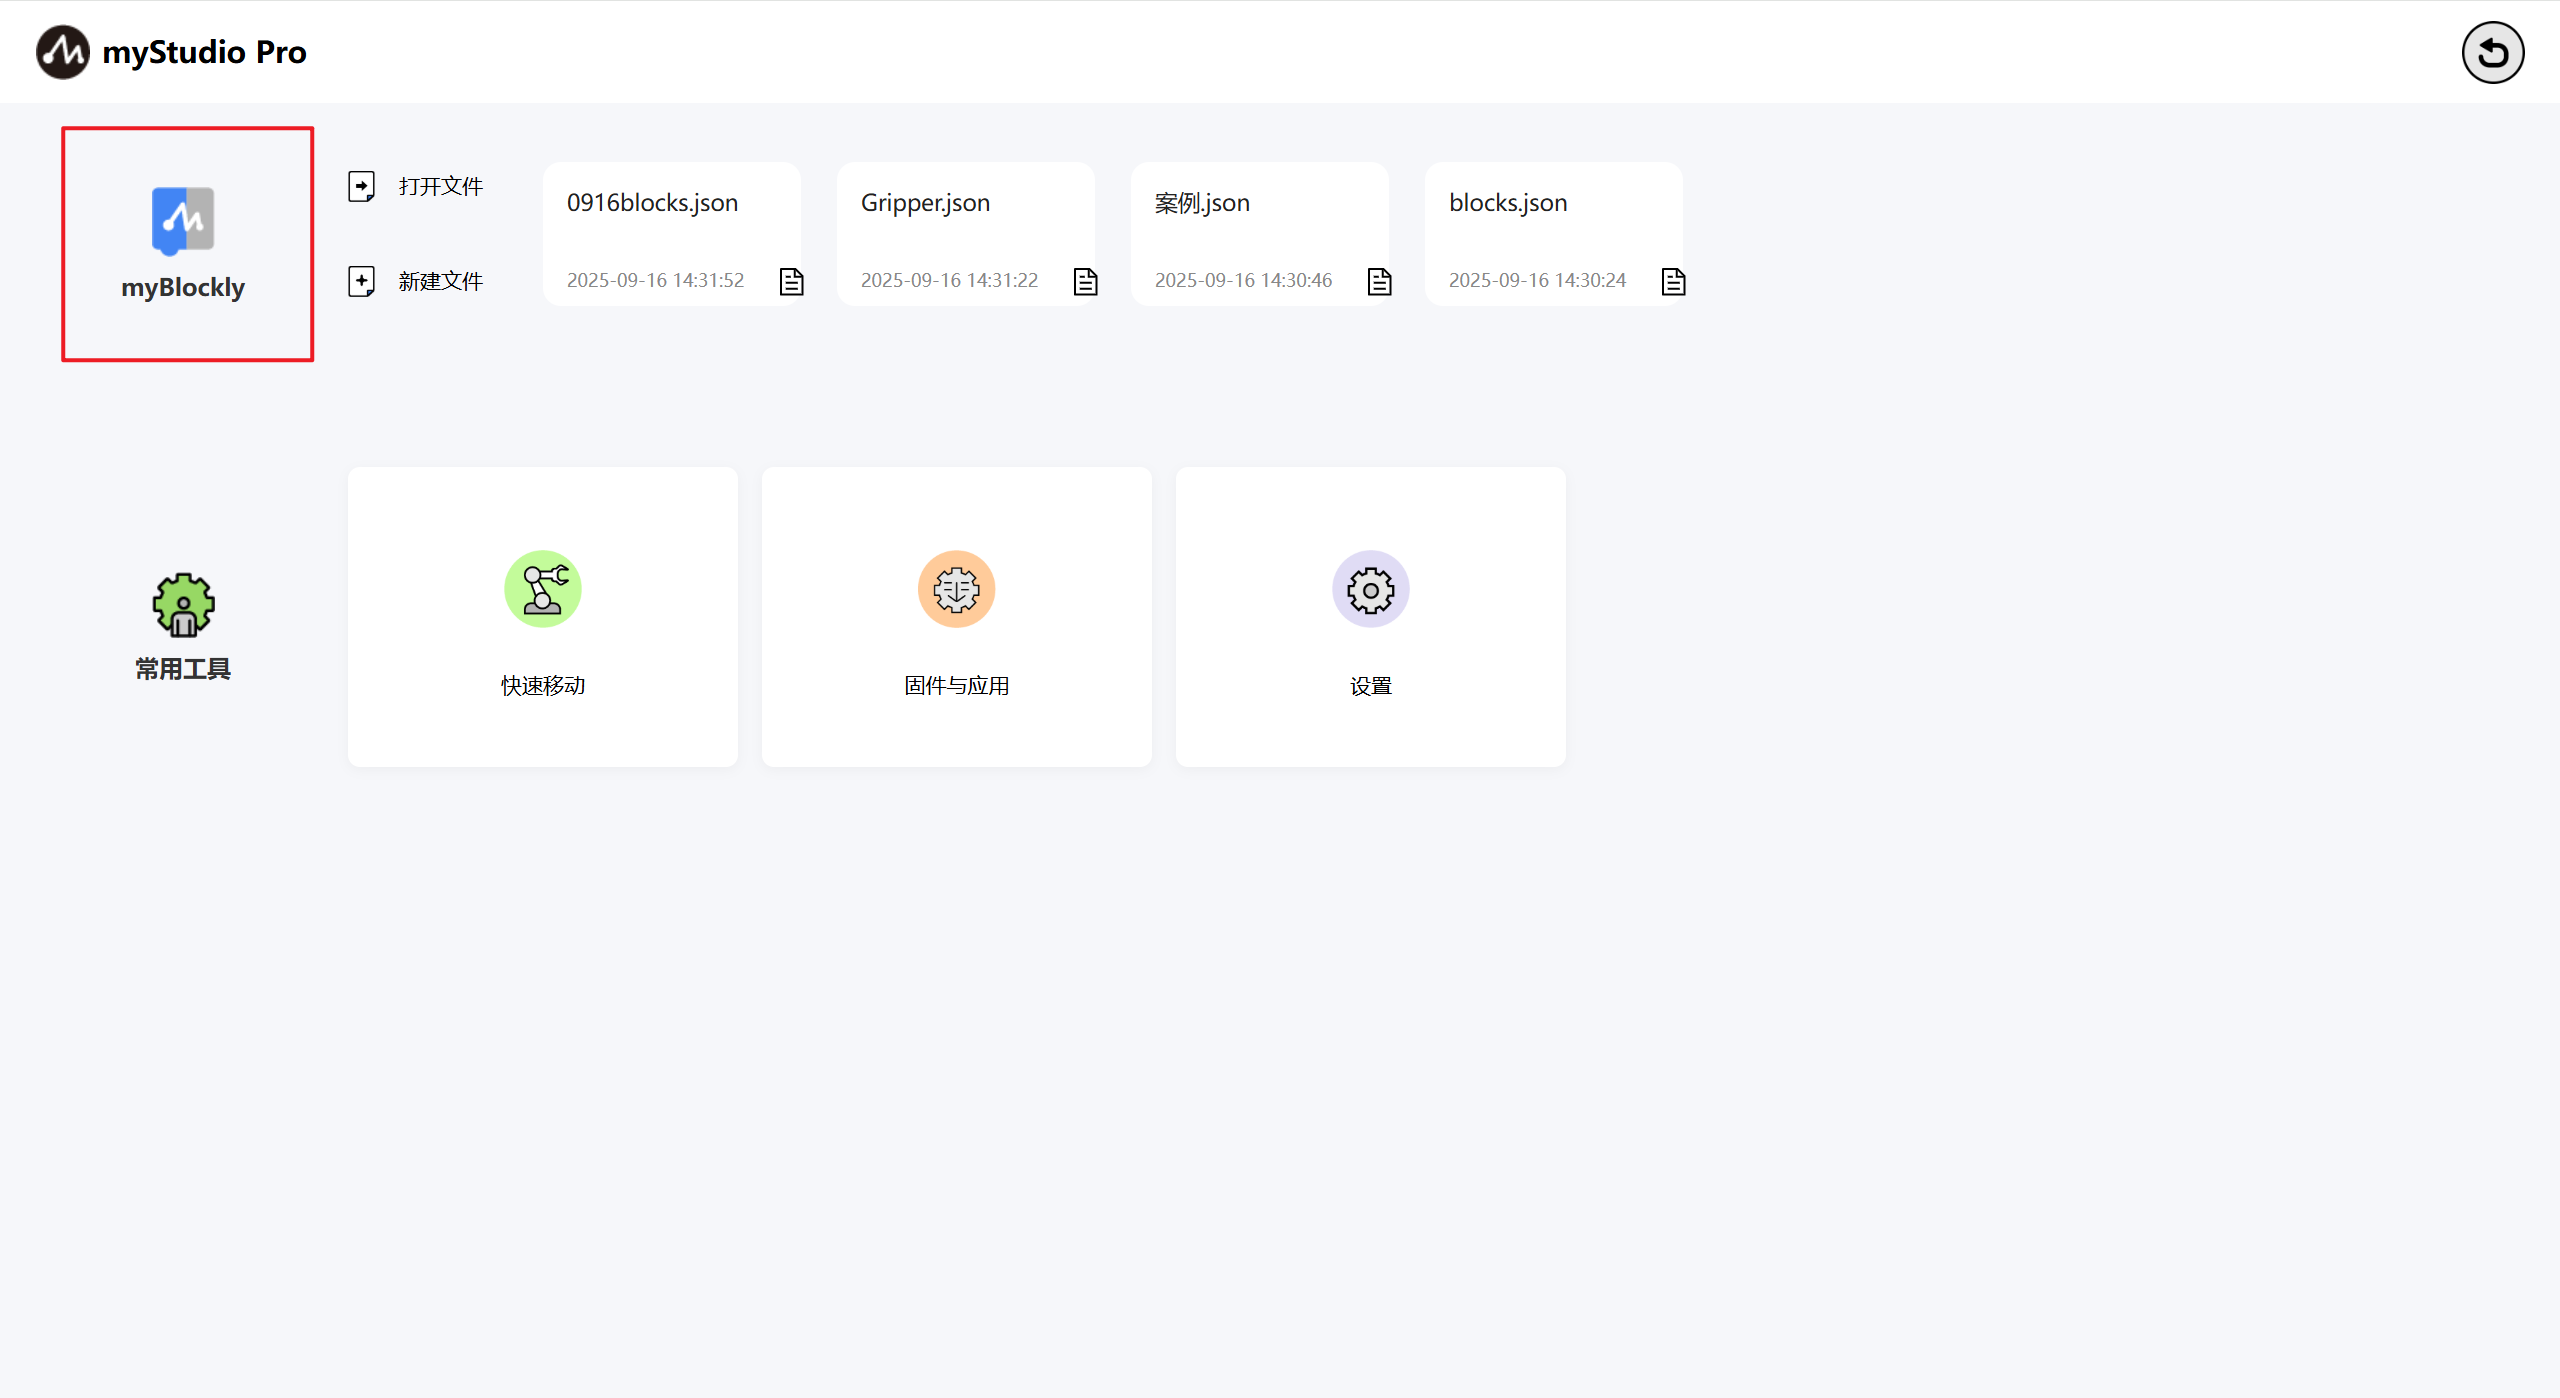 myStudio Pro
myBlockly
打开文件
新建文件
0916blocks.json
2025-09-16 14:31:52
Gripper.json
2025-09-16 14:31:22
案例.json
2025-09-16 14:30:46
blocks.json
2025-09-16 14:30:24
常用工具
快速移动
固件与应用
设置